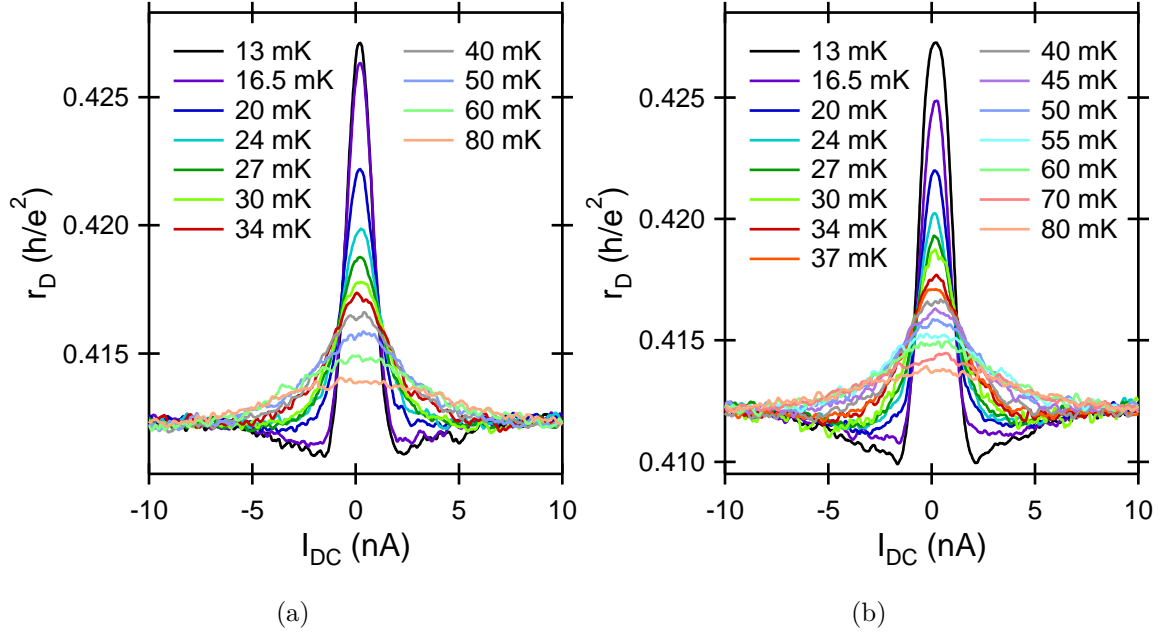 13 mK
16.5 mK
20 mK
24 mK
27 mK
30 mK
34 mK
40 mK
50 mK
60 mK
80 mK
0.425
0.420
0.415
r_D (h/e²)
-10 -5 0 5 10
I_DC (nA)
(a)
13 mK
16.5 mK
20 mK
24 mK
27 mK
30 mK
34 mK
37 mK
40 mK
45 mK
50 mK
55 mK
60 mK
70 mK
80 mK
0.425
0.420
0.415
0.410
r_D (h/e²)
-10 -5 0 5 10
I_DC (nA)
(b)